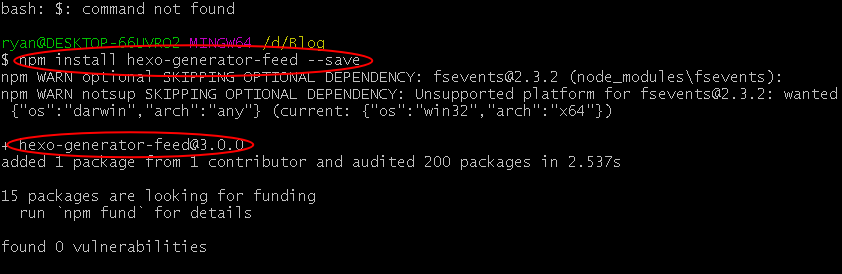 bash: $: command not found
ryan@DESKTOP-66UVRO2 MINGW64 /d/Blog
$ npm install hexo-generator-feed --save
npm WARN optional SKIPPING OPTIONAL DEPENDENCY: fsevents@2.3.2 (node_modules\fsevents):
npm WARN notsup SKIPPING OPTIONAL DEPENDENCY: Unsupported platform for fsevents@2.3.2: wanted
{"os":"darwin","arch":"any"} (current: {"os":"win32","arch":"x64"})
+ hexo-generator-feed@3.0.0
added 1 package from 1 contributor and audited 200 packages in 2.537s
15 packages are looking for funding
run `npm fund` for details
found 0 vulnerabilities